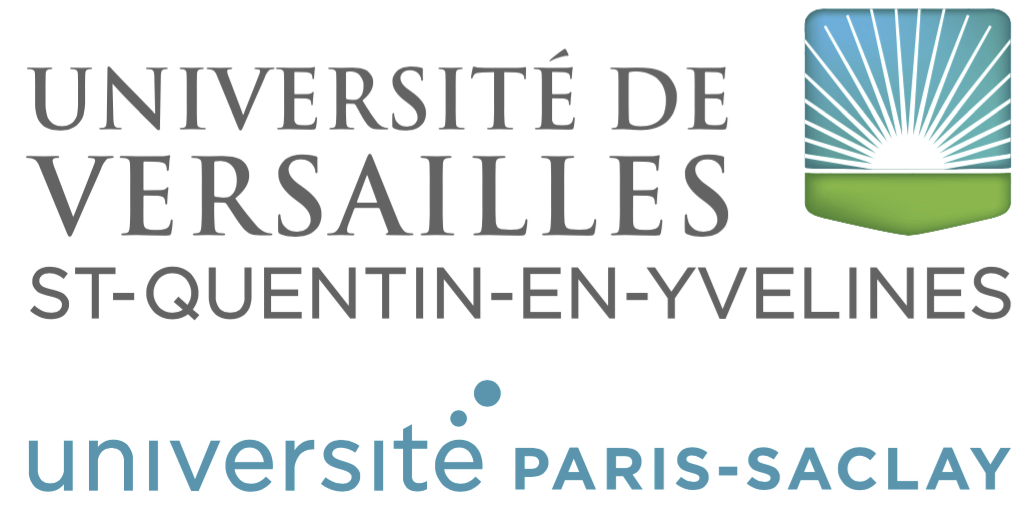 UNIVERSITÉ DE
VERSAILLES
ST-QUENTIN-EN-YVELINES
université PARIS-SACLAY